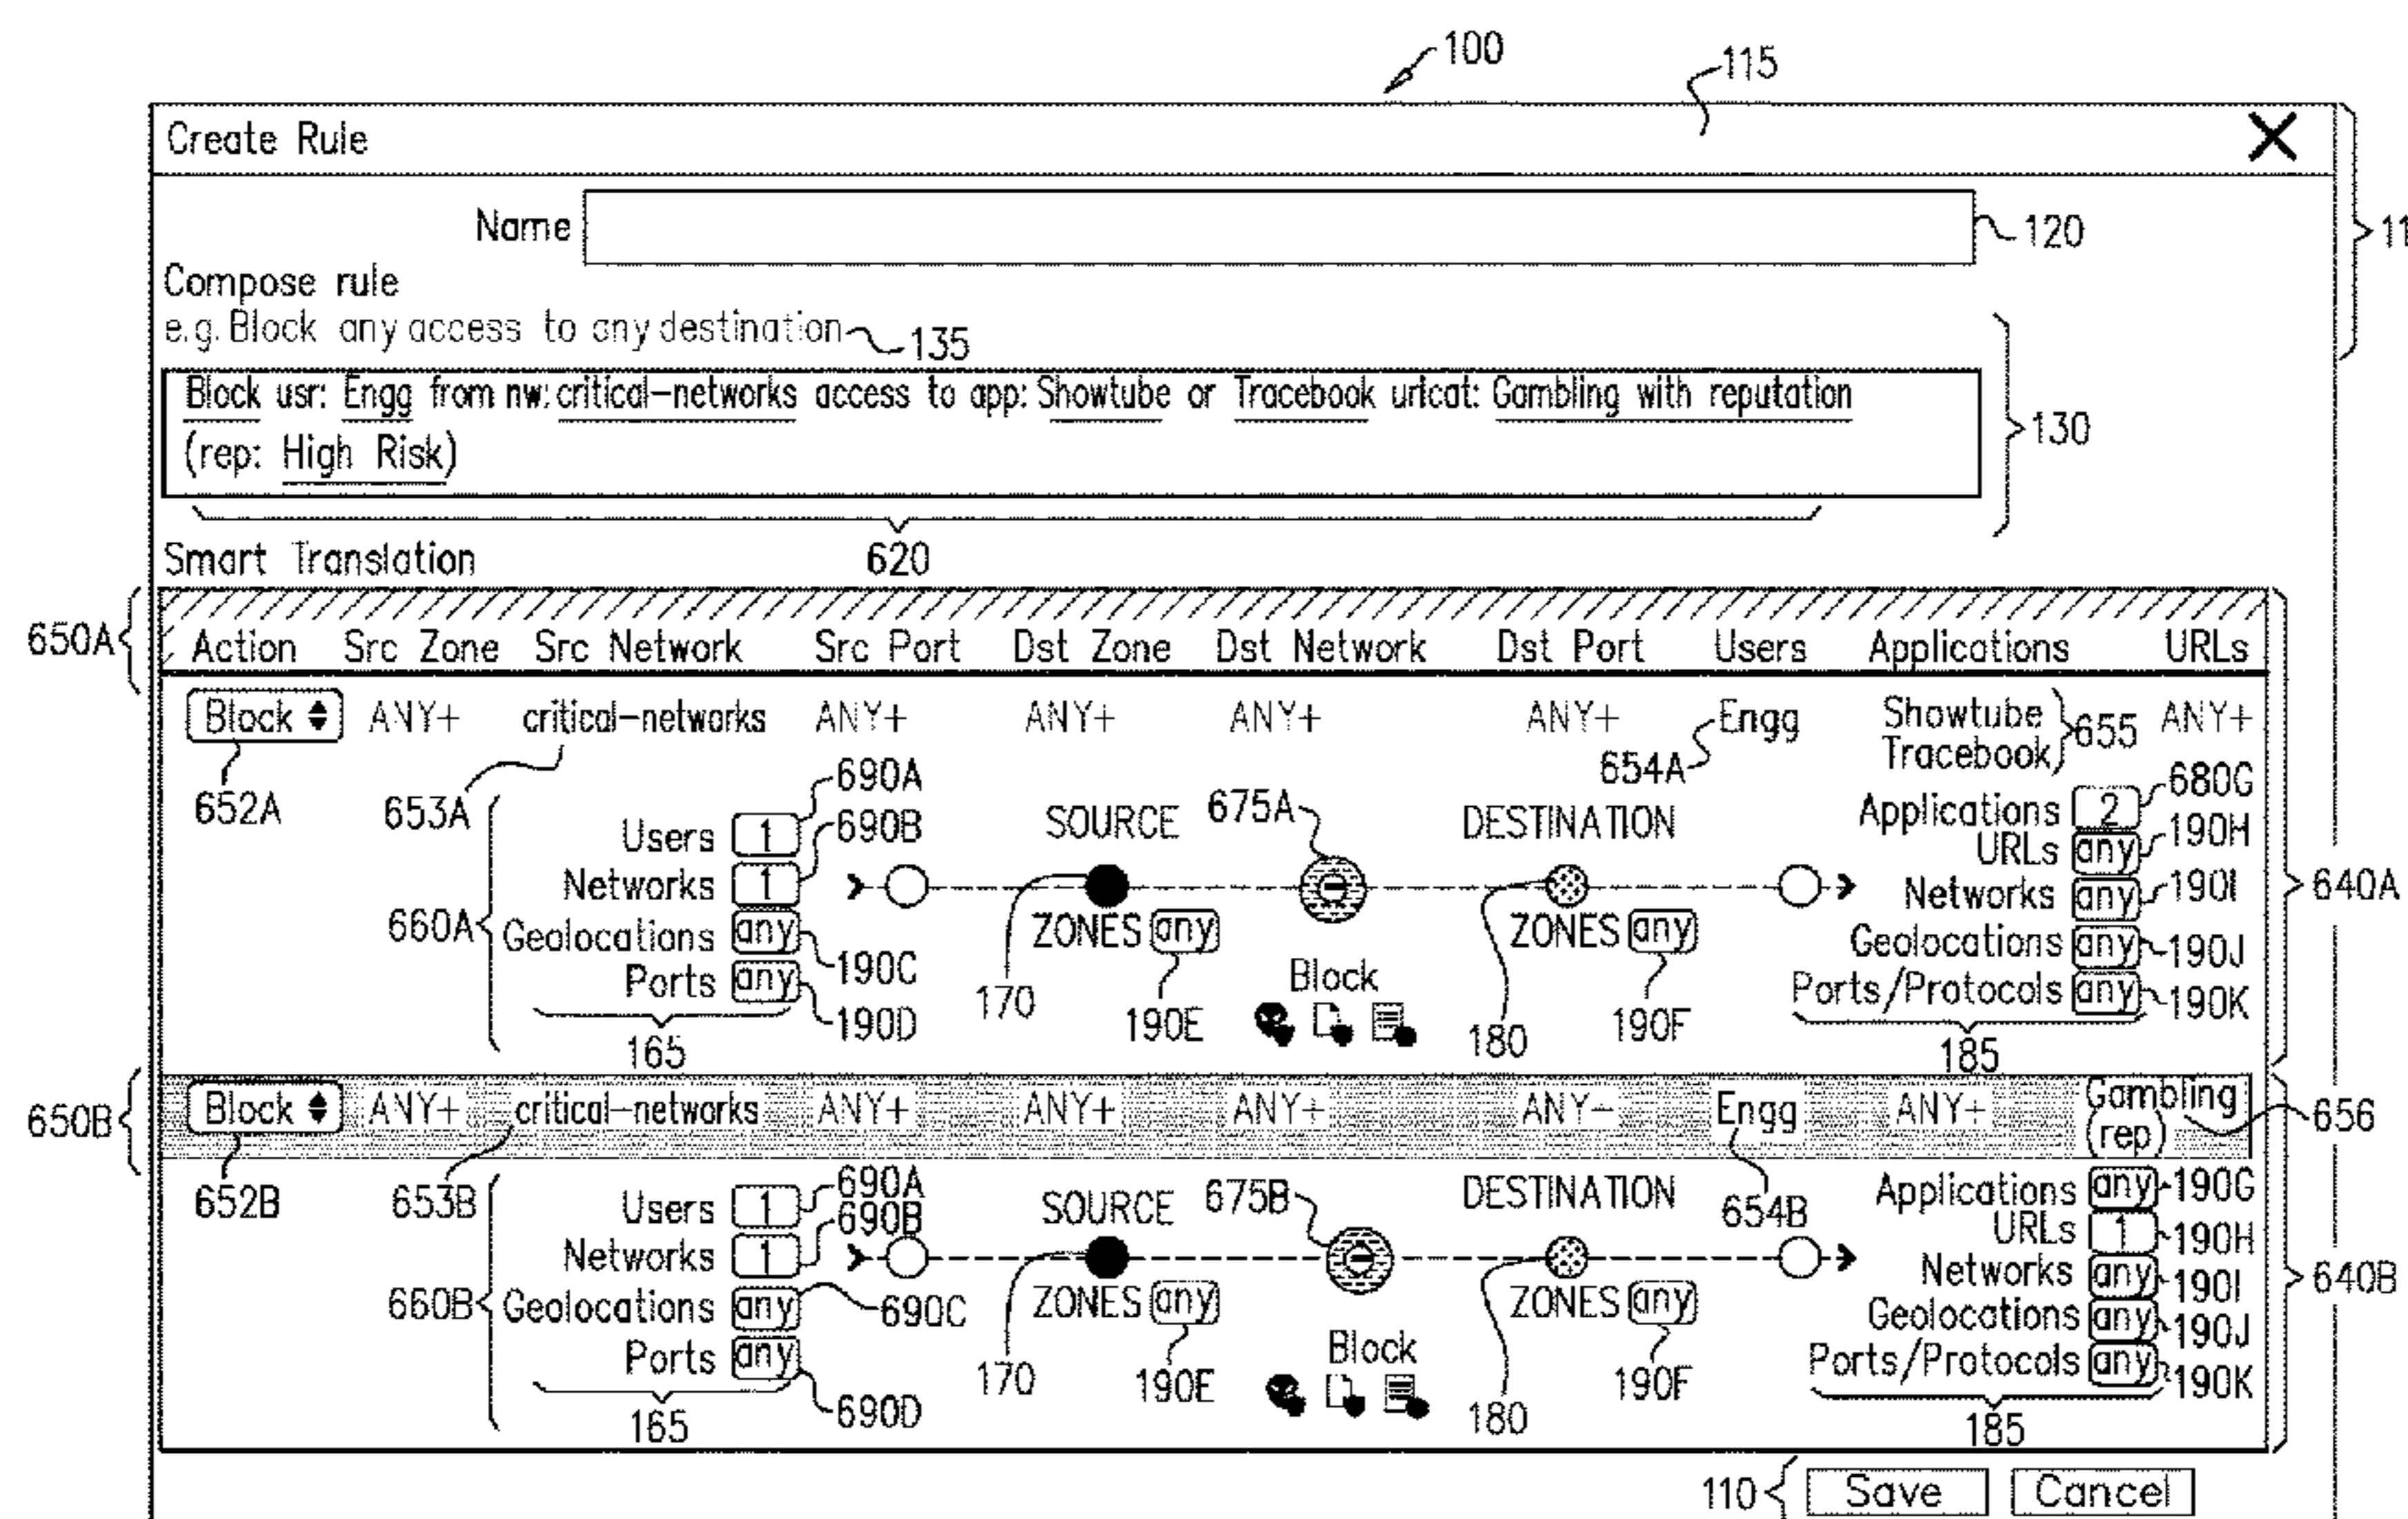 100
115
Create Rule
Name
120
11
Compose rule
e.g. Block any access to any destination
135
Block usr: Engg from nw: critical-networks access to app: Showtube or Tracebook urlcat: Gambling with reputation
(rep: High Risk)
130
620
Smart Translation
650A
Action Src Zone Src Network Src Port Dst Zone Dst Network Dst Port Users Applications URLs
Block ANY+ critical-networks ANY+ ANY+ ANY+ ANY+ Engg Showtube 655 ANY+
Tracebook
652A 653A 690A 675A 654A 680G
Users 1 690B SOURCE DESTINATION Applications 2
URLs any 190H
Networks 1 Networks any 190I
660A Geolocations any 190C ZONES any ZONES any Geolocations any 190J
640A
Ports any 190D 170 190E Block 180 190F Ports/Protocols any 190K
165 185
650B
Block ANY+ critical-networks ANY+ ANY+ ANY+ ANY+ Engg ANY+ Gambling
(rep) 656
652B 653B 690A 675B 654B
Users 1 690B SOURCE DESTINATION Applications any 190G
URLs 1 190H
Networks 1 Networks any 190I
660B Geolocations any 690C ZONES any ZONES any Geolocations any 190J
640B
Ports any 690D 170 190E Block 180 190F Ports/Protocols any 190K
165 185
110 Save Cancel